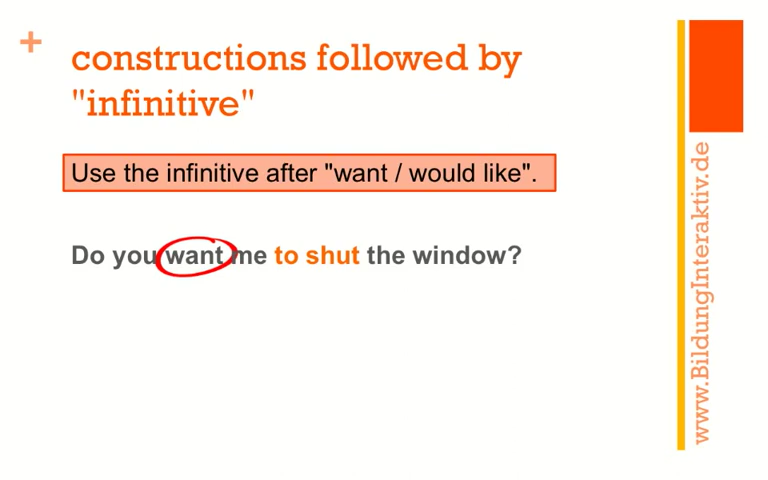 +
constructions followed by
"infinitive"
Use the infinitive after "want / would like".
Do you want me to shut the window?
www.BildungInteraktiv.de